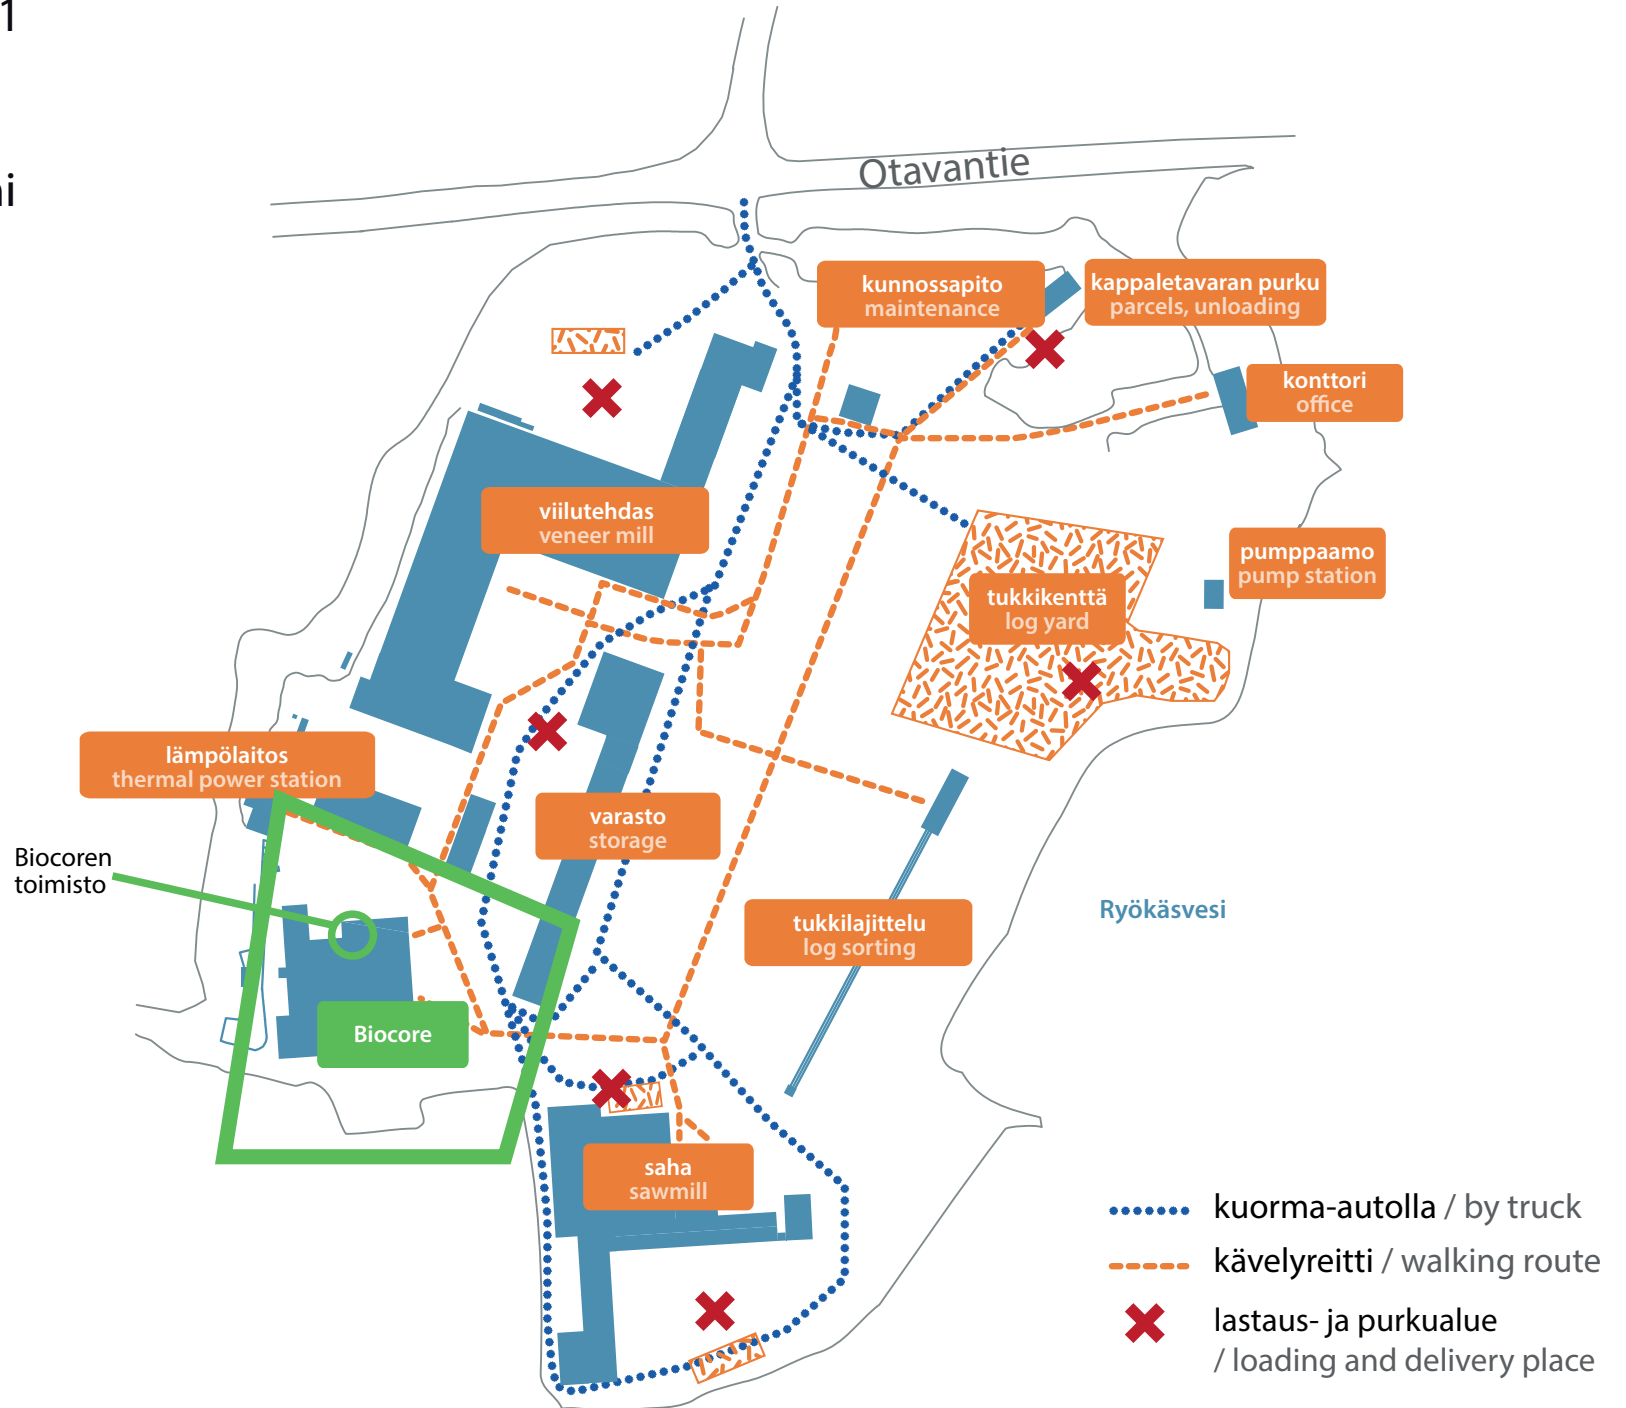 1
ni
Otavantie
kunnossapito
maintenance
kappaletavaran purku
parcels, unloading
konttori
office
viilutehdas
veneer mill
pumppaamo
pump station
tukkikenttä
log yard
lämpölaitos
thermal power station
varasto
storage
Biocoren
toimisto
tukkilajittelu
log sorting
Ryökäsvesi
Biocore
saha
sawmill
kuorma-autolla / by truck
kävelyreitti / walking route
lastaus- ja purkualue
/ loading and delivery place